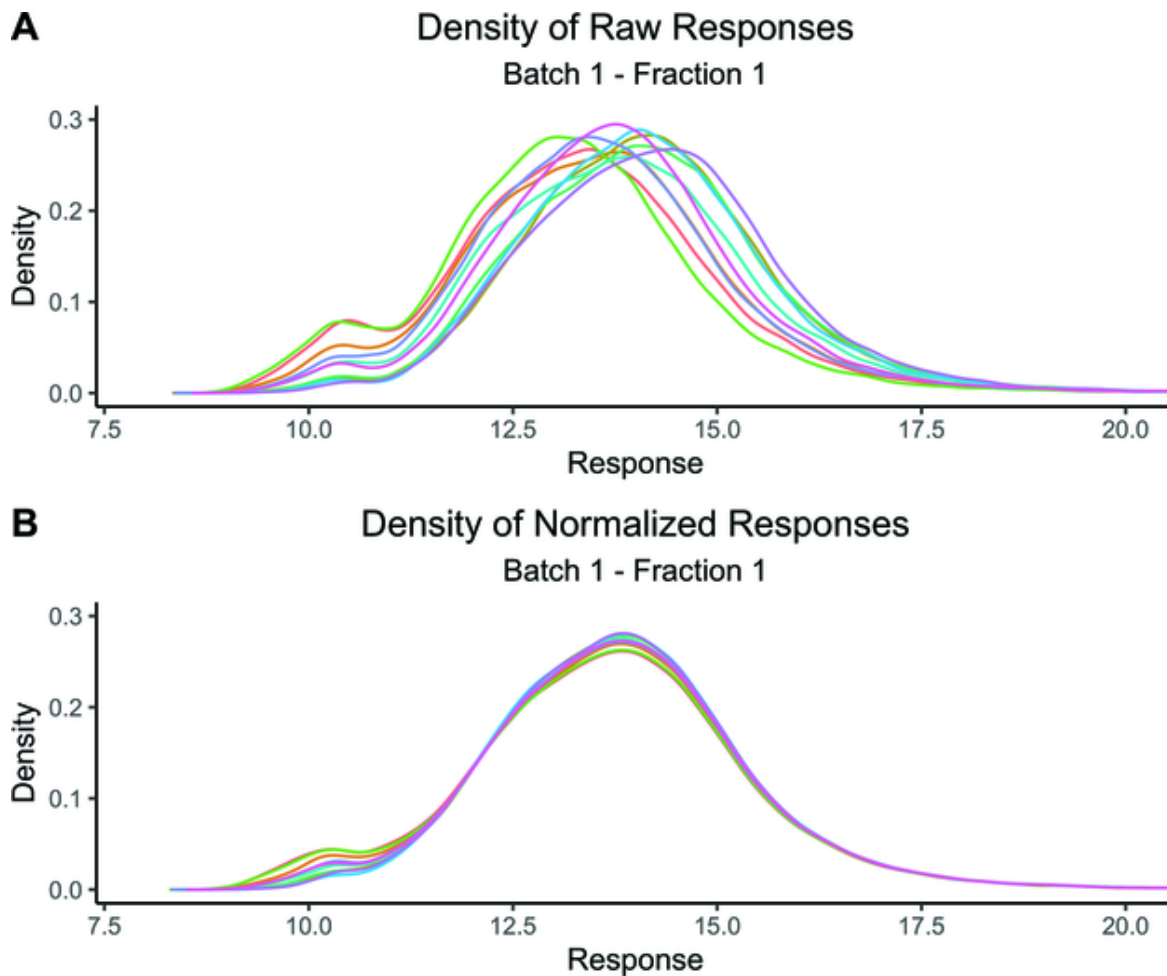 A
Density of Raw Responses
Batch 1 - Fraction 1
Density
0.3
0.2
0.1
0.0
7.5 10.0 12.5 15.0 17.5 20.0
Response
B
Density of Normalized Responses
Batch 1 - Fraction 1
Density
0.3
0.2
0.1
0.0
7.5 10.0 12.5 15.0 17.5 20.0
Response